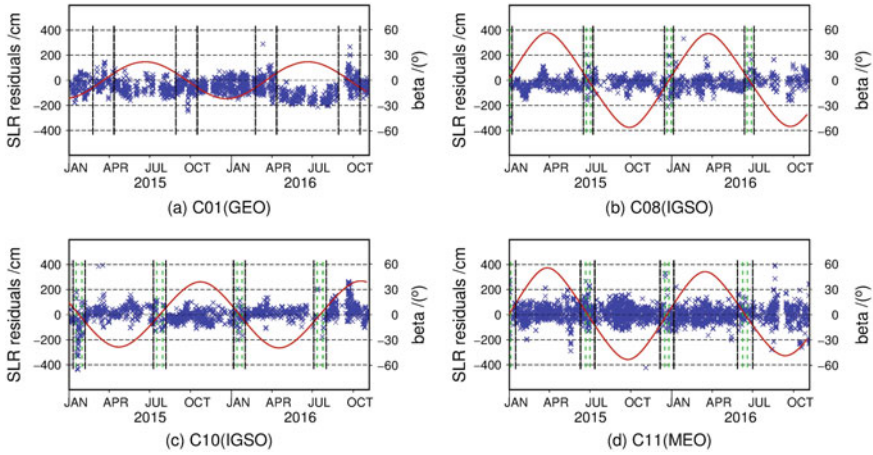 SLR residuals /cm
400
200
0
−200
−400
60
30
0
−30
−60
beta /(º)
JAN APR JUL OCT JAN APR JUL OCT
2015 2016
(a) C01(GEO)
SLR residuals /cm
400
200
0
−200
−400
60
30
0
−30
−60
beta /(º)
JAN APR JUL OCT JAN APR JUL OCT
2015 2016
(b) C08(IGSO)
SLR residuals /cm
400
200
0
−200
−400
60
30
0
−30
−60
beta /(º)
JAN APR JUL OCT JAN APR JUL OCT
2015 2016
(c) C10(IGSO)
SLR residuals /cm
400
200
0
−200
−400
60
30
0
−30
−60
beta /(º)
JAN APR JUL OCT JAN APR JUL OCT
2015 2016
(d) C11(MEO)